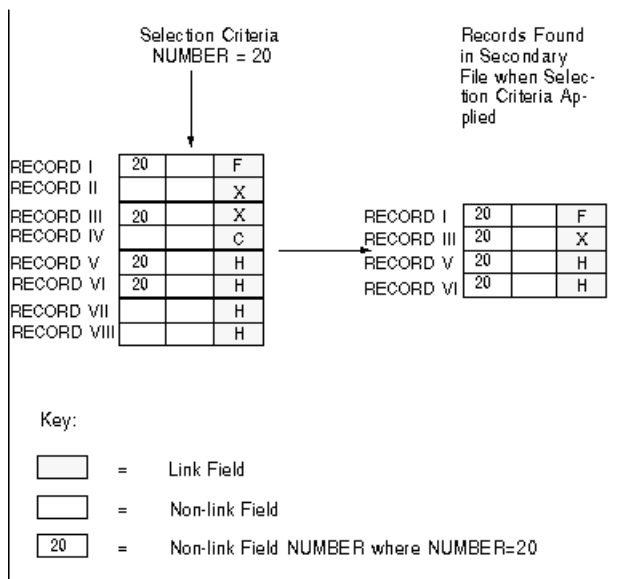 Selection Criteria
NUMBER = 20
Records Found
in Secondary
File when Selec-
tion Criteria Ap-
plied
RECORD I 20 F
RECORD II X
RECORD III 20 X
RECORD IV C
RECORD V 20 H
RECORD VI 20 H
RECORD VII H
RECORD VIII H
RECORD I 20 F
RECORD III 20 X
RECORD V 20 H
RECORD VI 20 H
Key:
= Link Field
= Non-link Field
20 = Non-link Field NUMBER where NUMBER=20